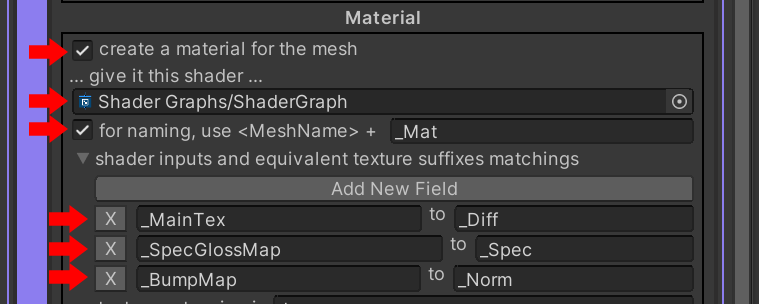 Material
create a material for the mesh
... give it this shader ...
Shader Graphs/ShaderGraph
for naming, use <MeshName> + _Mat
shader inputs and equivalent texture suffixes matchings
Add New Field
X _MainTex to _Diff
X _SpecGlossMap to _Spec
X _BumpMap to _Norm